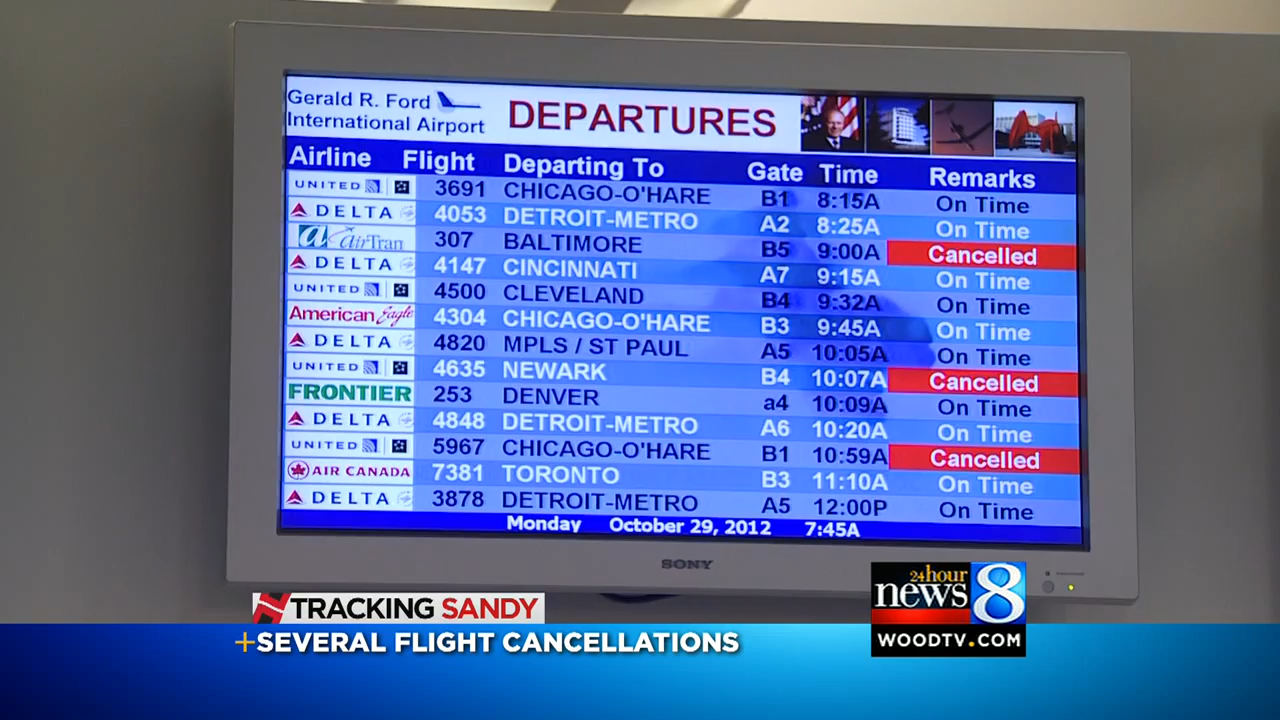 Gerald R. Ford
International Airport
DEPARTURES
Airline Flight Departing To Gate Time Remarks
UNITED 3691 CHICAGO-O'HARE B1 8:15A On Time
DELTA 4053 DETROIT-METRO A2 8:25A On Time
airTran 307 BALTIMORE B5 9:00A Cancelled
DELTA 4147 CINCINNATI A7 9:15A On Time
UNITED 4500 CLEVELAND B4 9:32A On Time
American Eagle 4304 CHICAGO-O'HARE B3 9:45A On Time
DELTA 4820 MPLS / ST PAUL A5 10:05A On Time
UNITED 4635 NEWARK B4 10:07A Cancelled
FRONTIER 253 DENVER a4 10:09A On Time
DELTA 4848 DETROIT-METRO A6 10:20A On Time
UNITED 5967 CHICAGO-O'HARE B1 10:59A Cancelled
AIR CANADA 7381 TORONTO B3 11:10A On Time
DELTA 3878 DETROIT-METRO A5 12:00P On Time
Monday October 29, 2012 7:45A
SONY
TRACKING SANDY
+SEVERAL FLIGHT CANCELLATIONS
24hour
news 8
WOODTV.COM